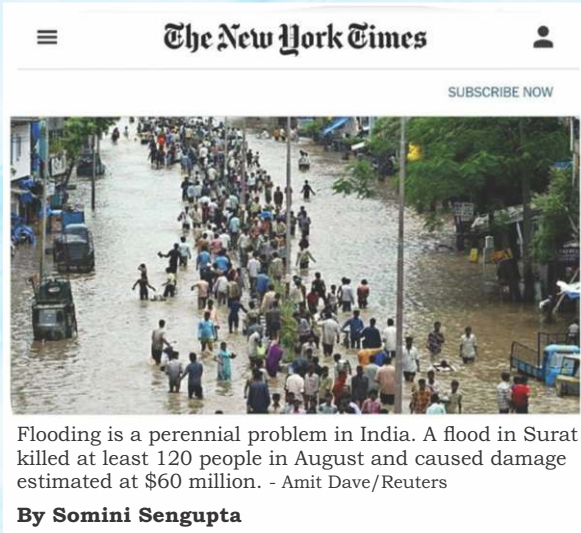 The New York Times
SUBSCRIBE NOW
Flooding is a perennial problem in India. A flood in Surat
killed at least 120 people in August and caused damage
estimated at $60 million. - Amit Dave/Reuters
By Somini Sengupta